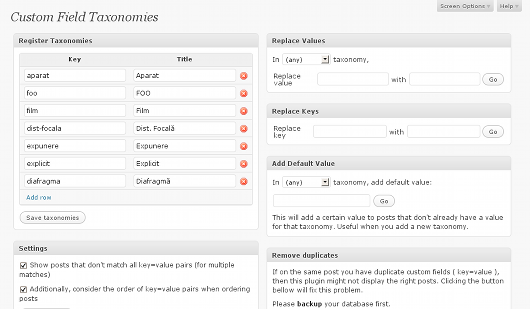 Screen Options
Help
Custom Field Taxonomies
Register Taxonomies
Key Title
aparat Aparat
foo FOO
film Film
dist-focala Dist. Focală
expunere Expunere
explicit Explicit
diafragma Diafragmă
Add row
Save taxonomies
Settings
Show posts that don't match all key=value pairs (for multiple
matches)
Additionally, consider the order of key=value pairs when ordering
posts
Replace Values
In (any) taxonomy,
Replace
value with Go
Replace Keys
Replace
key with Go
Add Default Value
In (any) taxonomy, add default value:
Go
This will add a certain value to posts that don't already have a value
for that taxonomy. Useful when you add a new taxonomy.
Remove duplicates
If on the same post you have duplicate custom fields ( key=value ),
then this plugin might not display the right posts. Clicking the button
bellow will fix this problem.
Please backup your database first.